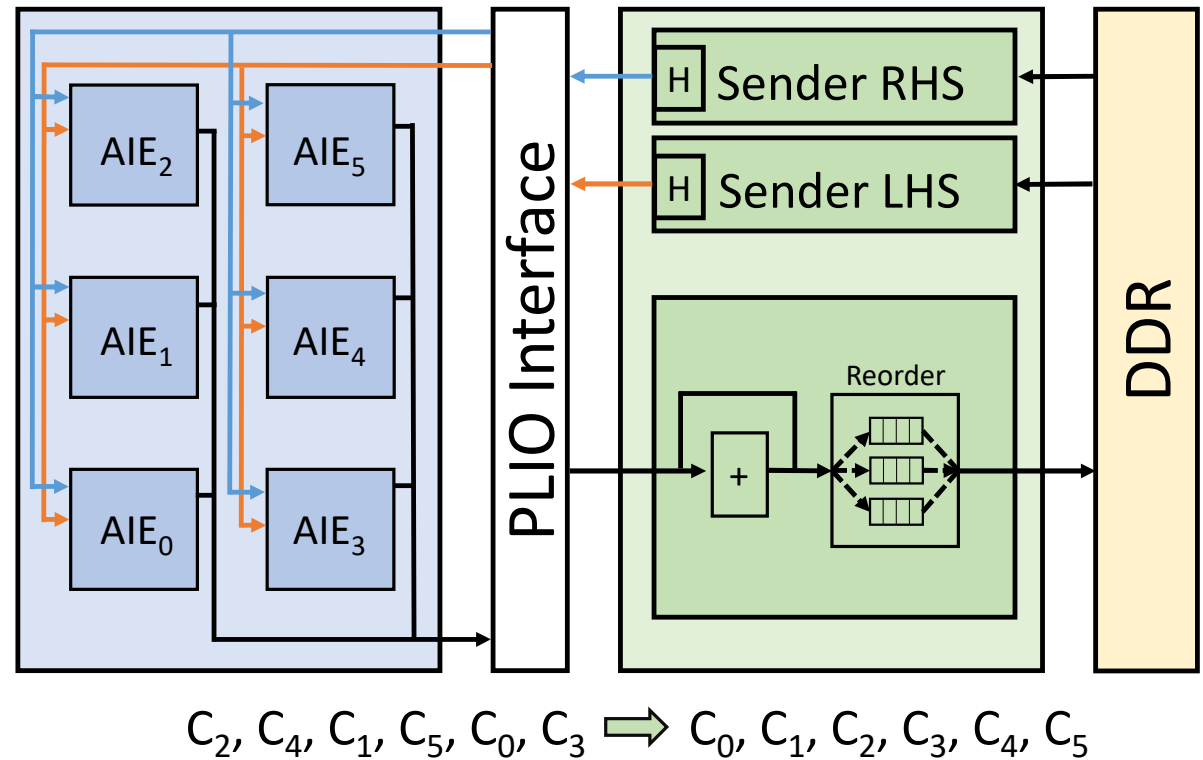 AIE₂
AIE₅
AIE₁
AIE₄
AIE₀
AIE₃
PLIO Interface
H
Sender RHS
H
Sender LHS
Reorder
+
DDR
C₂, C₄, C₁, C₅, C₀, C₃
C₀, C₁, C₂, C₃, C₄, C₅